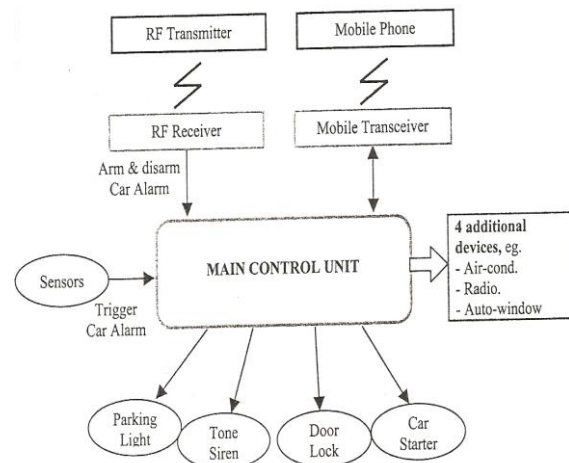 RF Transmitter
Mobile Phone
RF Receiver
Mobile Transceiver
Arm & disarm
Car Alarm
4 additional
devices, eg.
- Air-cond.
- Radio.
- Auto-window
MAIN CONTROL UNIT
Sensors
Trigger
Car Alarm
Parking
Light
Tone
Siren
Door
Lock
Car
Starter